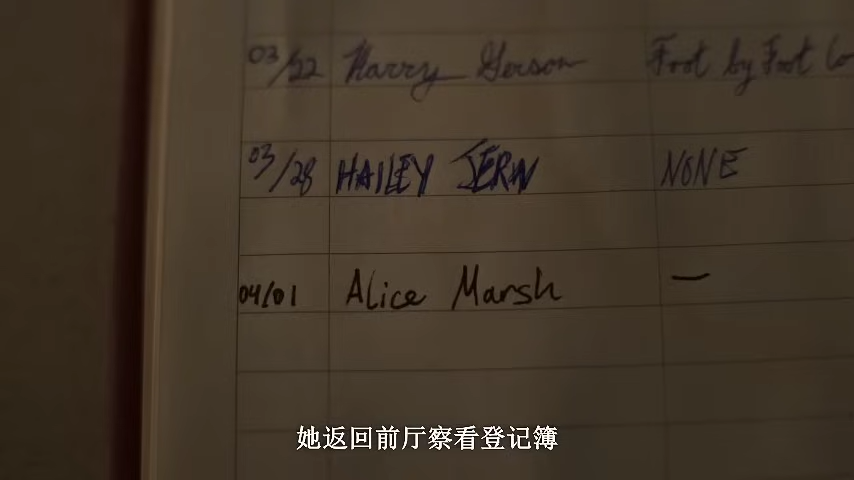 03/22 Harry Gerson Foot by Foot Co
03/28 HAILEY JERN NONE
04/01 Alice Marsh —
她返回前厅察看登记簿